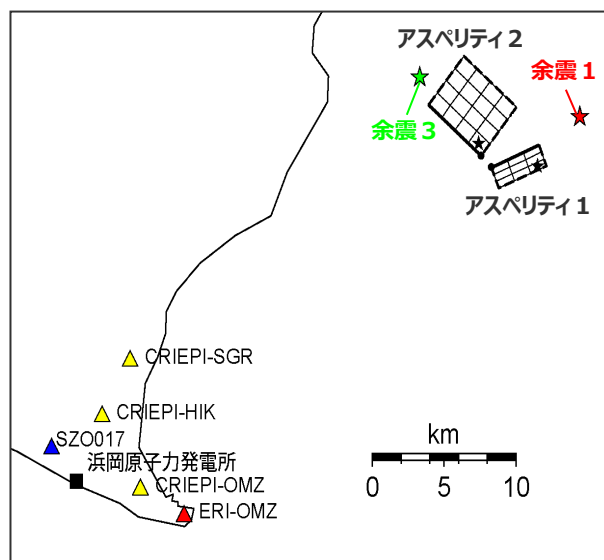 アスペリティ２
余震１
余震３
アスペリティ１
CRIEPI-SGR
CRIEPI-HIK
SZO017
浜岡原子力発電所
CRIEPI-OMZ
ERI-OMZ
km
0 5 10